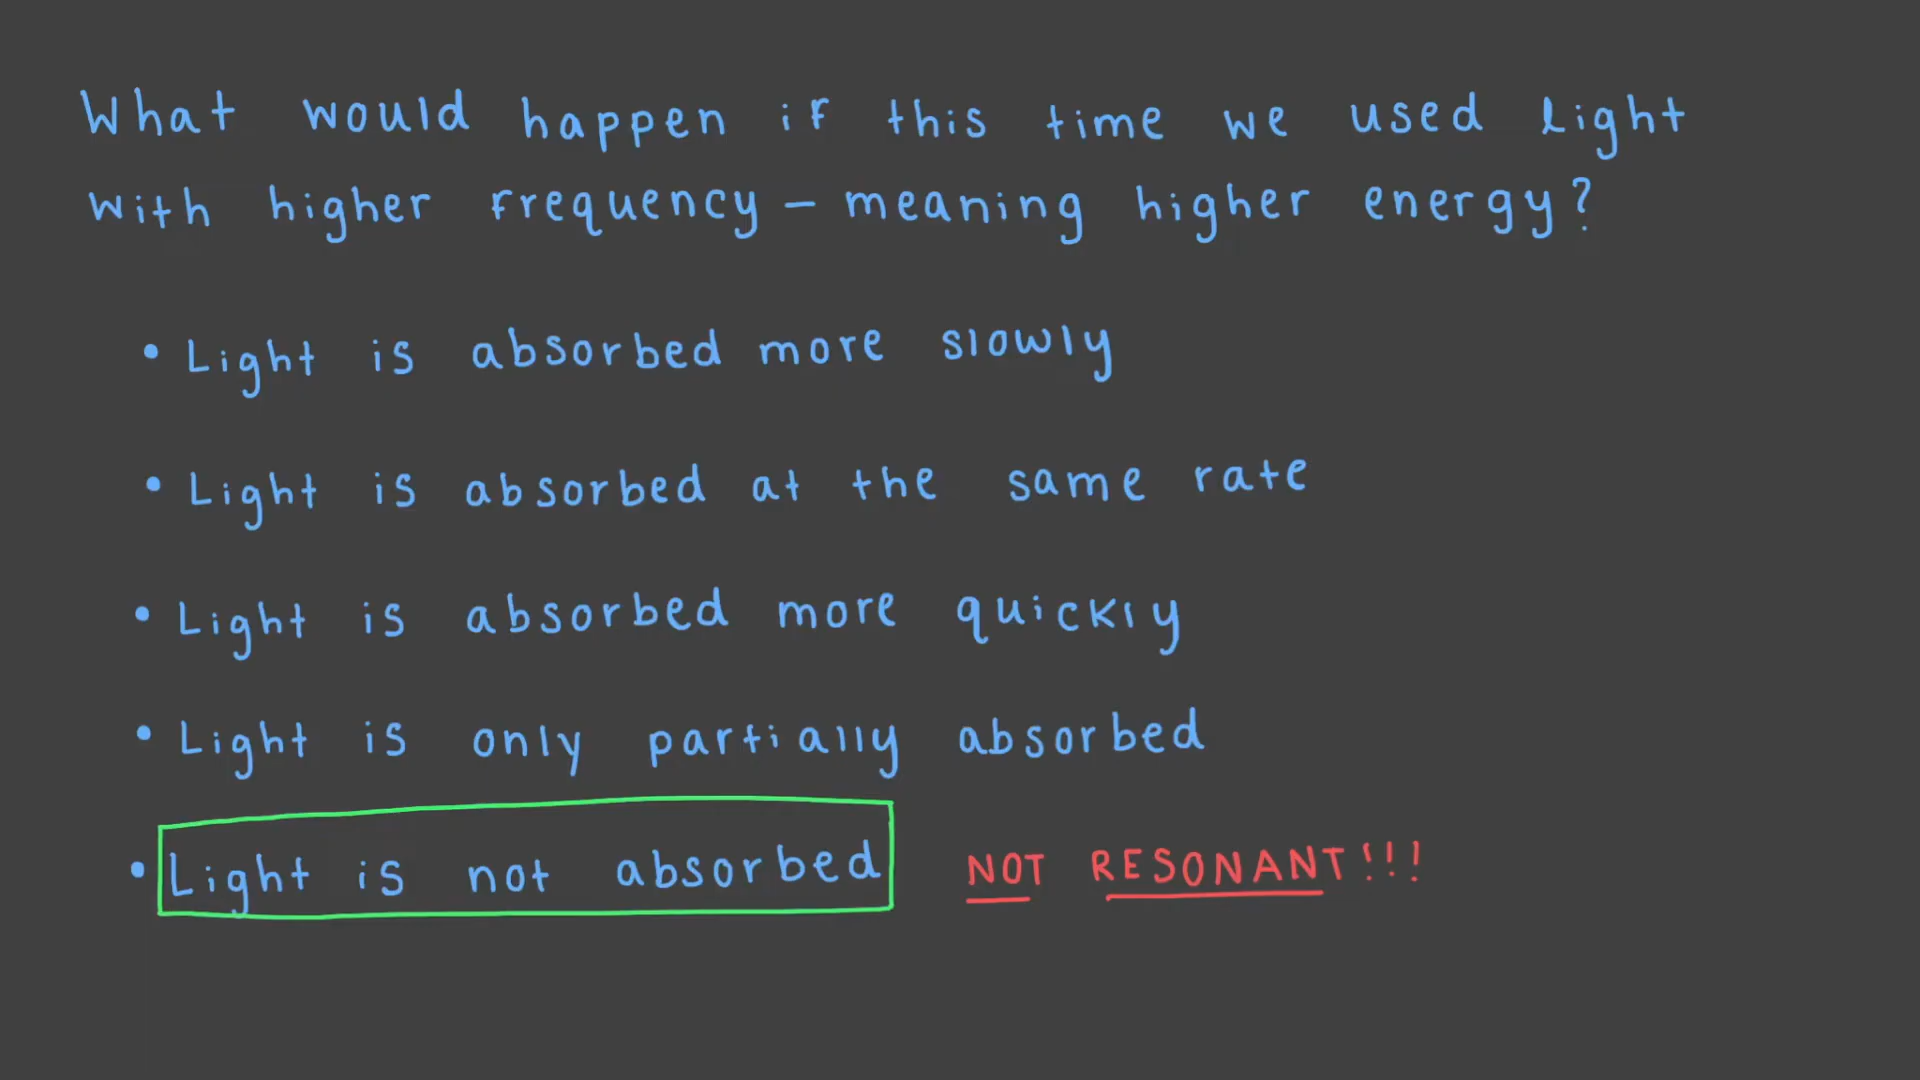 What would happen if this time we used light
with higher frequency - meaning higher energy?
• Light is absorbed more slowly
• Light is absorbed at the same rate
• Light is absorbed more quickly
• Light is only partially absorbed
• Light is not absorbed NOT RESONANT!!!